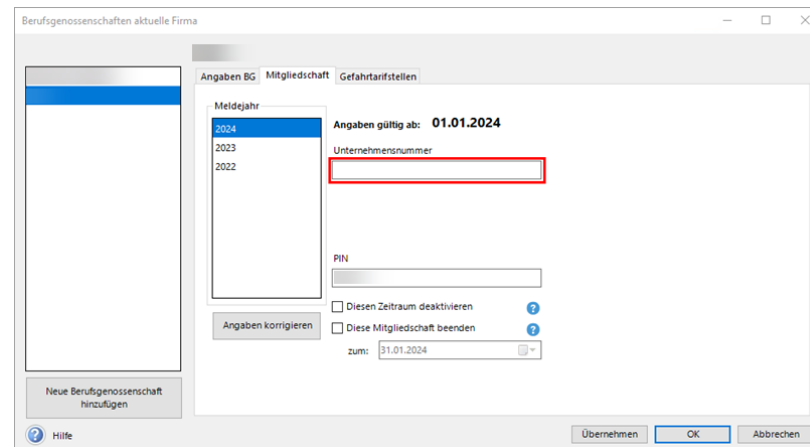 Berufsgenossenschaften aktuelle Firma
Angaben BG Mitgliedschaft Gefahrtarifstellen
Meldejahr
2024
2023
2022
Angaben korrigieren
Angaben gültig ab: 01.01.2024
Unternehmensnummer
PIN
Diesen Zeitraum deaktivieren ?
Diese Mitgliedschaft beenden ?
zum: 31.01.2024
Neue Berufsgenossenschaft
hinzufügen
? Hilfe
Übernehmen OK Abbrechen